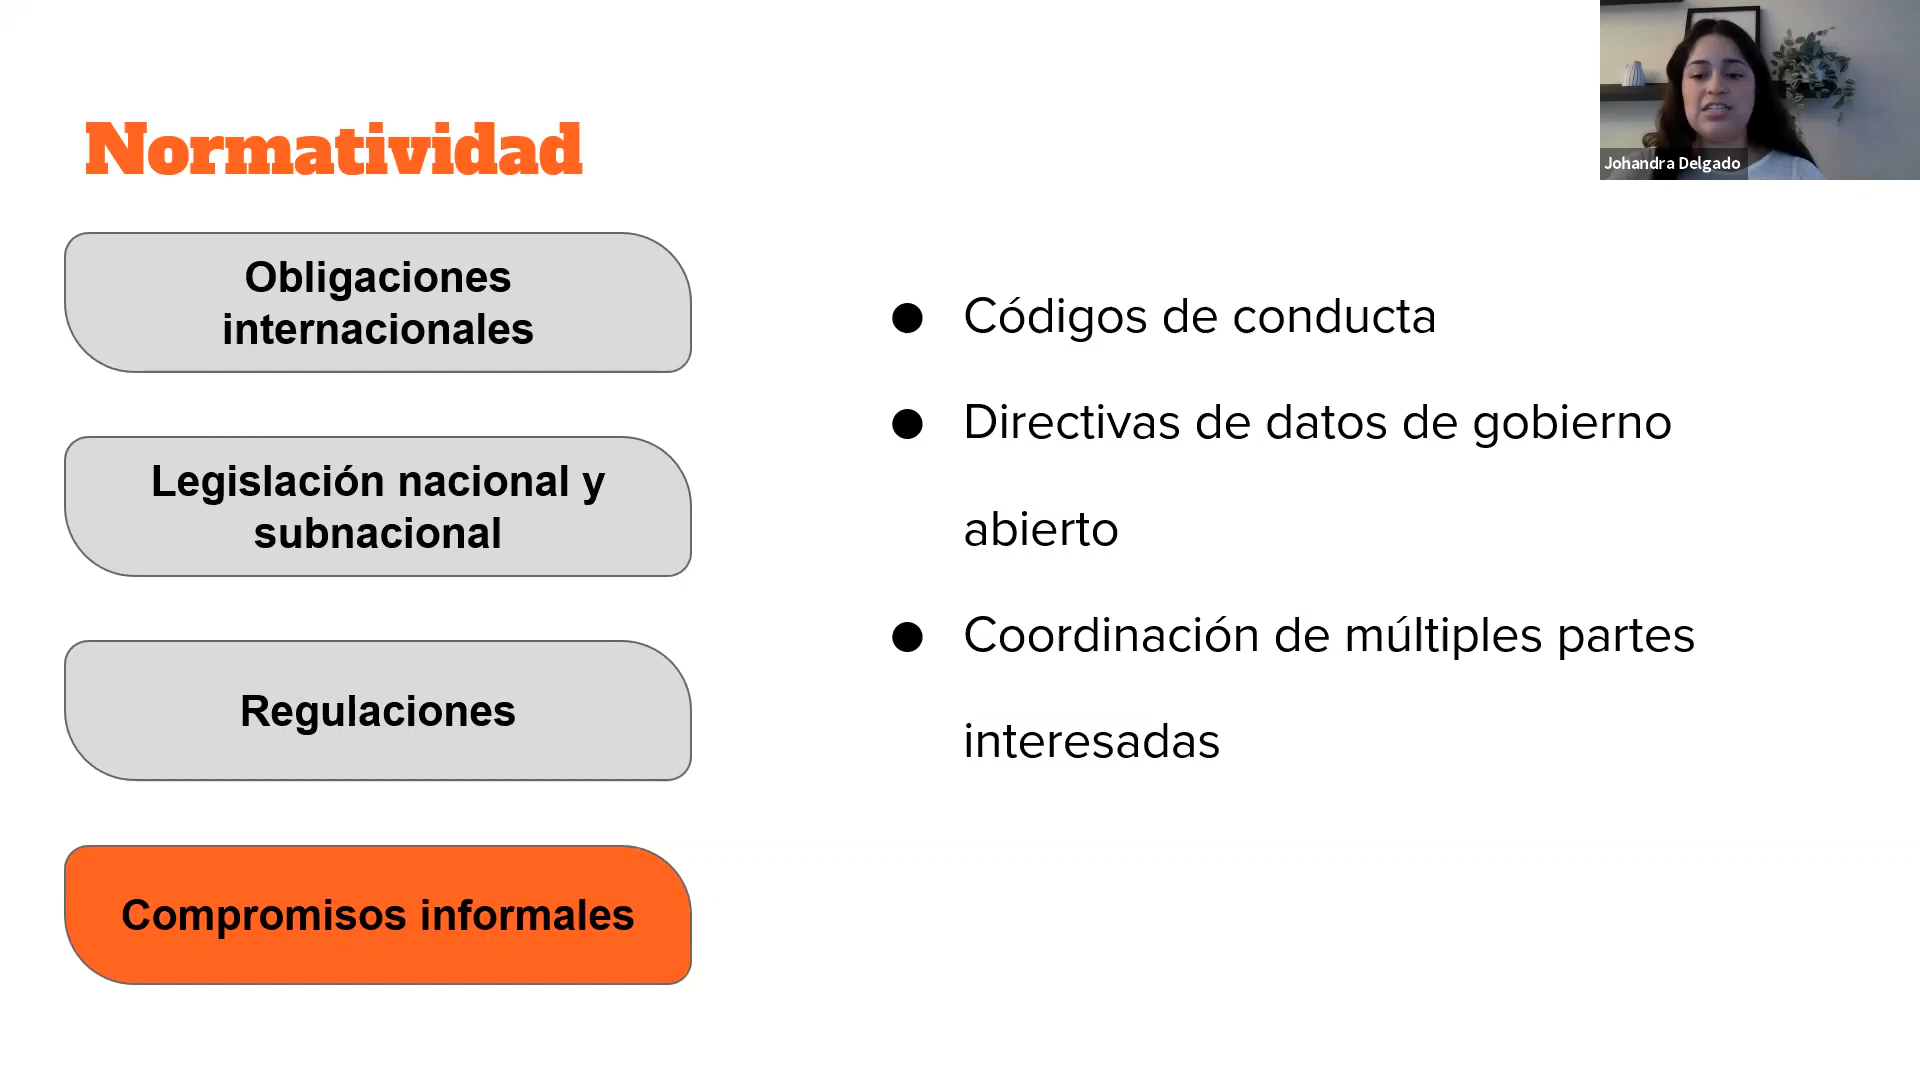 Normatividad
Johandra Delgado
Obligaciones
internacionales
Legislación nacional y
subnacional
Regulaciones
Compromisos informales
● Códigos de conducta
● Directivas de datos de gobierno
abierto
● Coordinación de múltiples partes
interesadas